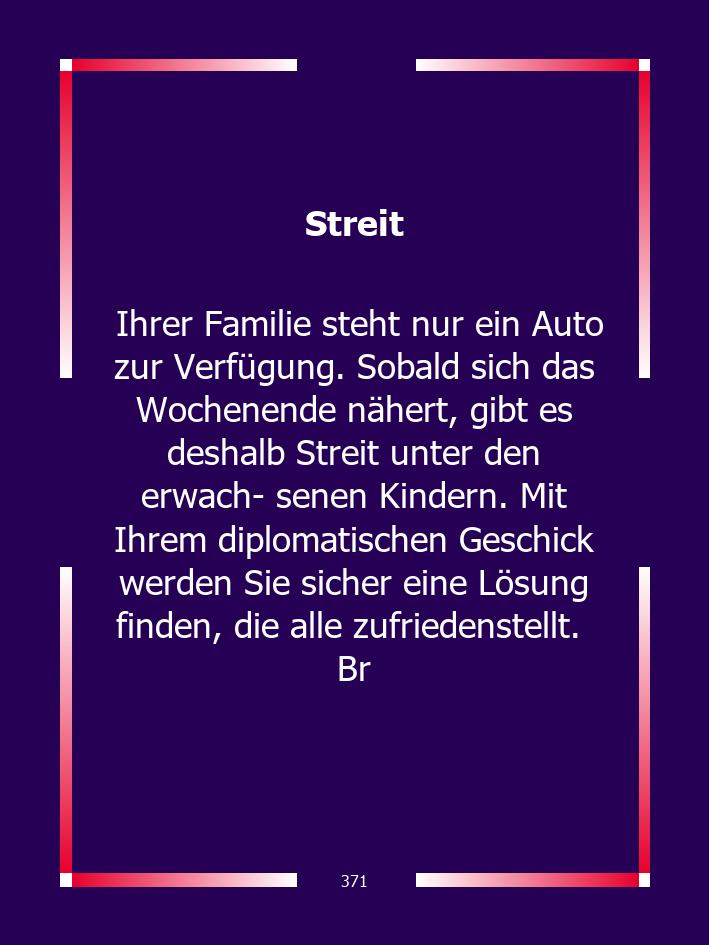 Streit
Ihrer Familie steht nur ein Auto
zur Verfügung. Sobald sich das
Wochenende nähert, gibt es
deshalb Streit unter den
erwach- senen Kindern. Mit
Ihrem diplomatischen Geschick
werden Sie sicher eine Lösung
finden, die alle zufriedenstellt.
Br
371